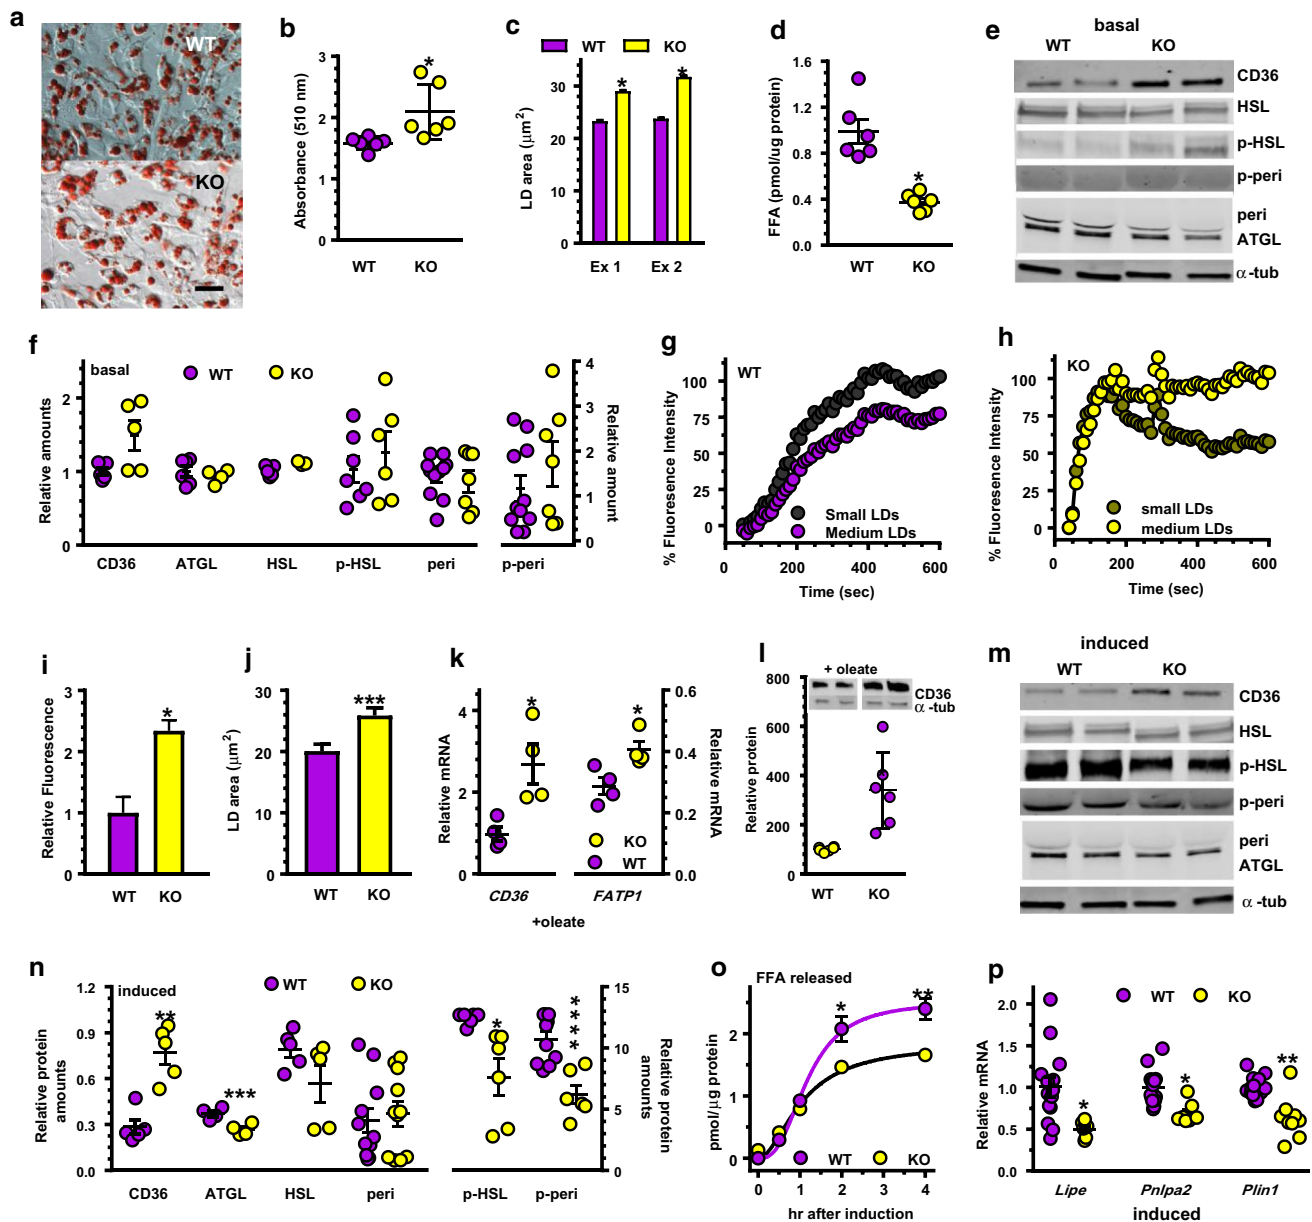 a
WT
KO
b
Absorbance (510 nm)
3
2
1
0
*
WT
KO
c
WT
KO
LD area (μm²)
30
20
10
0
*
*
Ex 1
Ex 2
d
FFA (pmol/ug protein)
1.6
1.2
0.8
0.4
0.0
*
WT
KO
e
basal
WT
KO
CD36
HSL
p-HSL
p-peri
peri
ATGL
α-tub
f
basal
WT
KO
Relative amounts
2
1
0
4
3
2
1
0
Relative amount
CD36
ATGL
HSL
p-HSL
peri
p-peri
g
WT
% Fluoresence Intensity
100
75
50
25
0
Small LDs
Medium LDs
0
200
400
600
Time (sec)
h
KO
% Fluoresence Intensity
100
75
50
25
0
small LDs
medium LDs
0
200
400
600
Time (sec)
i
Relative Fluorescence
3
2
1
0
*
WT
KO
j
LD area (μm²)
30
20
10
0
***
WT
KO
k
Relative mRNA
4
2
0
*
*
0.6
0.4
0.2
0.0
Relative mRNA
KO
WT
CD36
FATP1
+oleate
l
+ oleate
CD36
α -tub
Relative protein
800
600
400
200
0
WT
KO
m
induced
WT
KO
CD36
HSL
p-HSL
p-peri
peri
ATGL
α -tub
n
induced
WT
KO
Relative protein
amounts
1.2
0.9
0.6
0.3
0.0
**
***
*
****
15
10
5
0
Relative protein
amounts
CD36
ATGL
HSL
peri
p-HSL
p-peri
o
FFA released
pmol/μg protein
2
1
0
*
**
WT
KO
0
1
2
3
4
hr after induction
p
WT
KO
Relative mRNA
2.0
1.5
1.0
0.5
0.0
*
*
**
Lipe
Pnlpa2
Plin1
induced